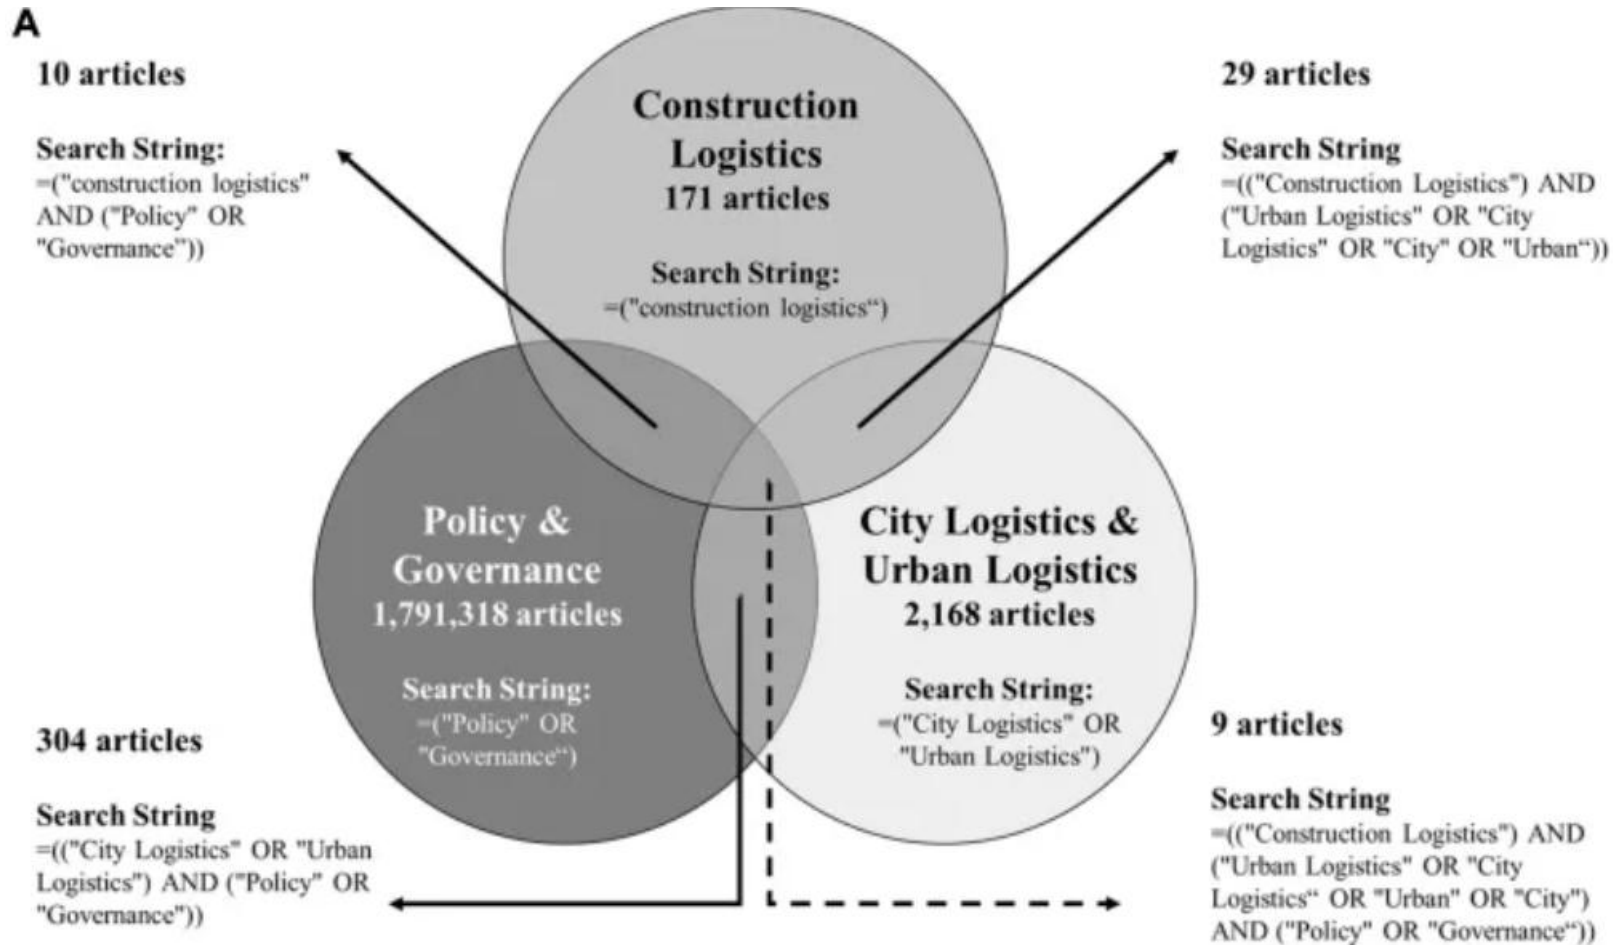 A
10 articles
Search String:
=("construction logistics"
AND ("Policy" OR
"Governance"))
Construction
Logistics
171 articles
Search String:
=("construction logistics“)
29 articles
Search String
=(("Construction Logistics") AND
("Urban Logistics" OR "City
Logistics" OR "City" OR "Urban“))
Policy &
Governance
1,791,318 articles
Search String:
=("Policy" OR
"Governance“)
City Logistics &
Urban Logistics
2,168 articles
Search String:
=("City Logistics" OR
"Urban Logistics")
304 articles
Search String
=(("City Logistics" OR "Urban
Logistics") AND ("Policy" OR
"Governance"))
9 articles
Search String
=(("Construction Logistics") AND
("Urban Logistics" OR "City
Logistics“ OR "Urban" OR "City")
AND ("Policy" OR "Governance“))